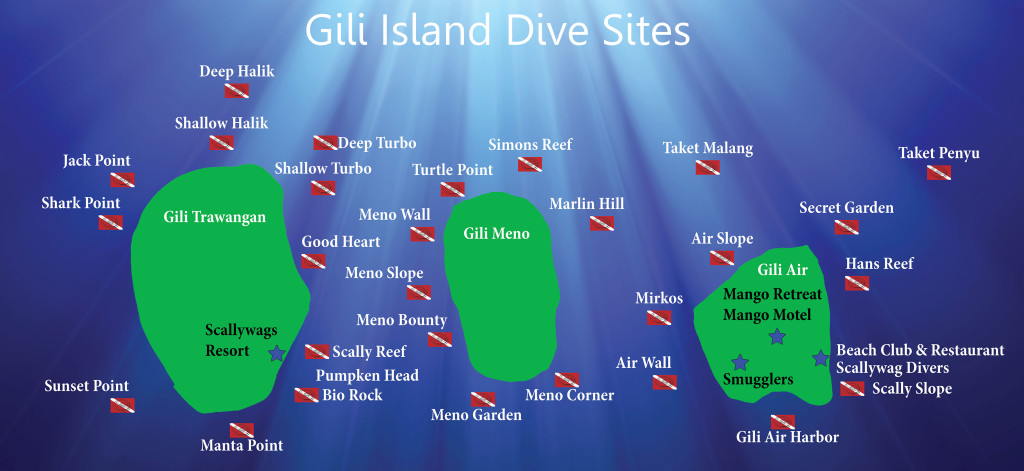 Gili Island Dive Sites
Deep Halik
Shallow Halik
Deep Turbo
Jack Point
Shallow Turbo
Shark Point
Gili Trawangan
Good Heart
Scallywags
Resort
Scally Reef
Pumpken Head
Bio Rock
Sunset Point
Manta Point
Simons Reef
Turtle Point
Meno Wall
Marlin Hill
Gili Meno
Meno Slope
Meno Bounty
Meno Corner
Meno Garden
Taket Malang
Taket Penyu
Secret Garden
Air Slope
Gili Air
Hans Reef
Mango Retreat
Mango Motel
Mirkos
Beach Club & Restaurant
Scallywag Divers
Air Wall
Smugglers
Scally Slope
Gili Air Harbor